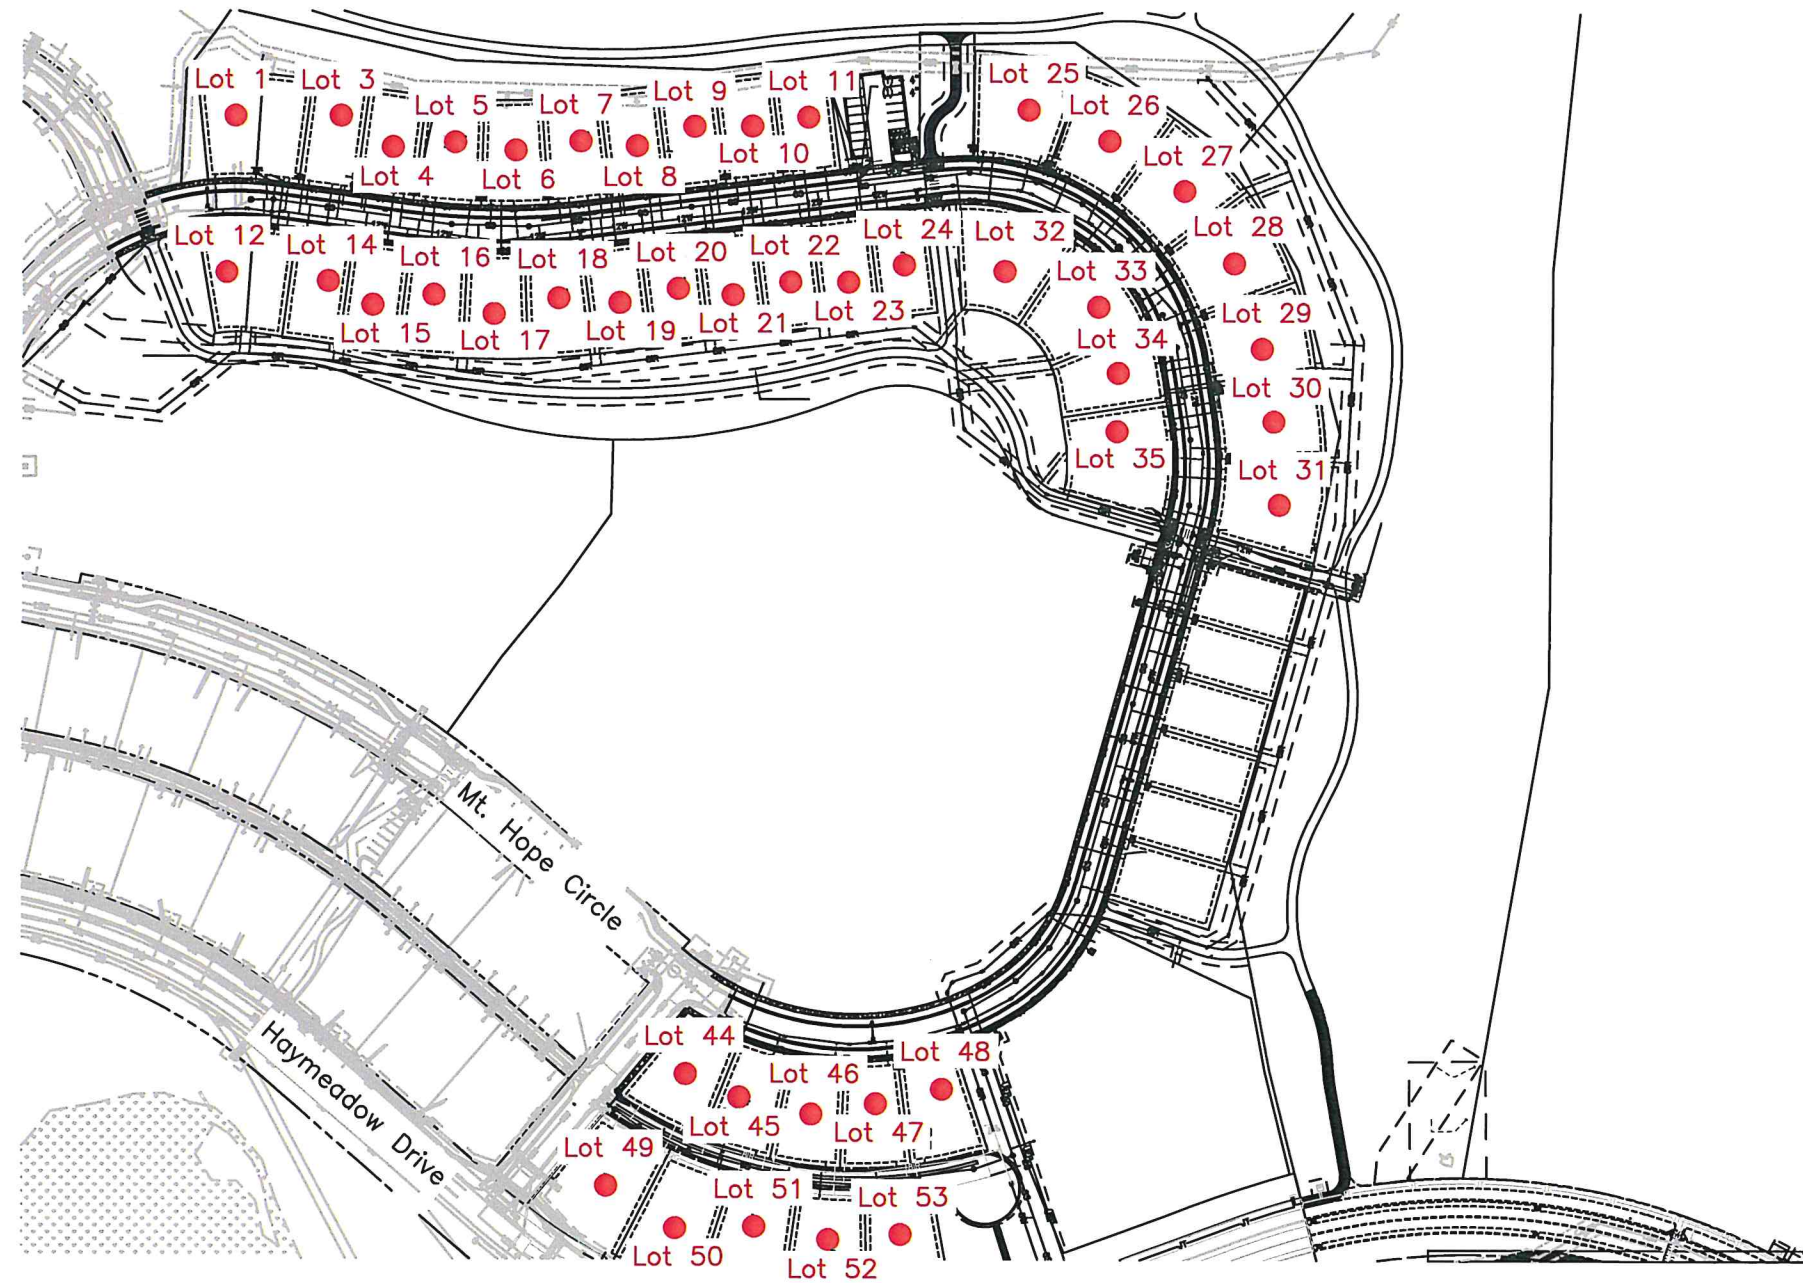 Lot 1
Lot 3
Lot 4
Lot 5
Lot 6
Lot 7
Lot 8
Lot 9
Lot 10
Lot 11
Lot 25
Lot 26
Lot 27
Lot 28
Lot 29
Lot 30
Lot 31
Lot 12
Lot 14
Lot 15
Lot 16
Lot 17
Lot 18
Lot 19
Lot 20
Lot 21
Lot 22
Lot 23
Lot 24
Lot 32
Lot 33
Lot 34
Lot 35
Mt. Hope Circle
Haymeadow Drive
Lot 44
Lot 45
Lot 46
Lot 47
Lot 48
Lot 49
Lot 50
Lot 51
Lot 52
Lot 53